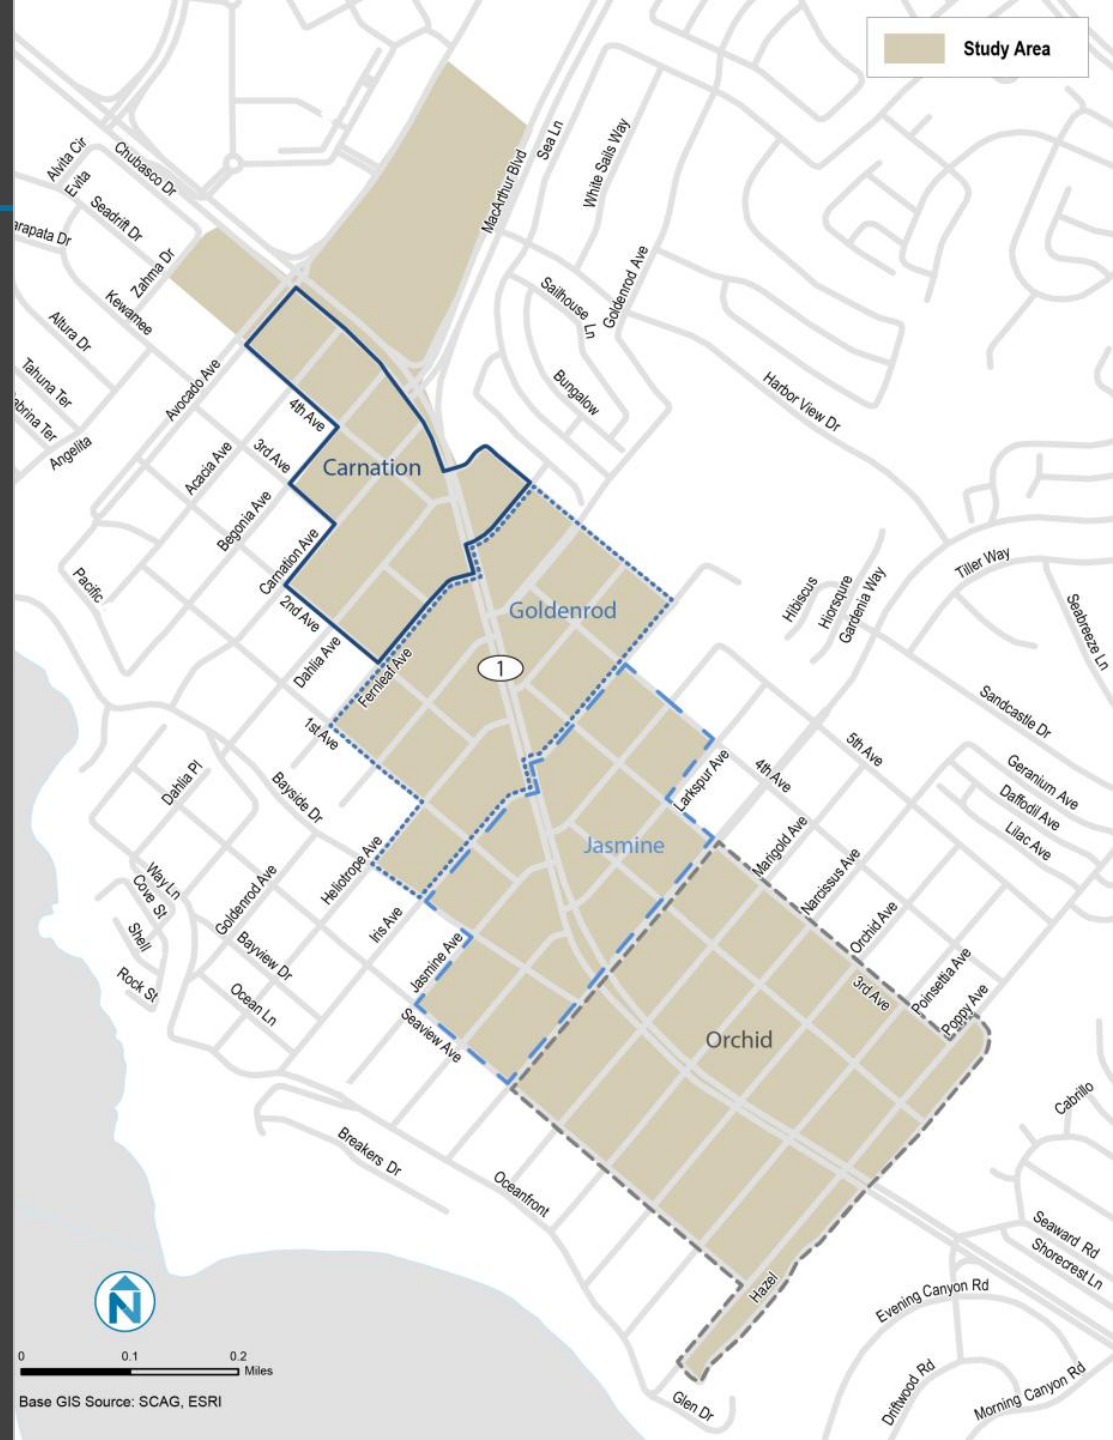 Study Area
Alvita Cir
Chubasco Dr
Evita
Seadrift Dr
arapata Dr
Zahma Dr
Kewamee
Altura Dr
Tahuna Ter
abrina Ter
Angelita
Avocado Ave
MacArthur Blvd
Sea Ln
White Sails Way
Goldenrod Ave
Sailhouse
Ln
Bungalow
Harbor View Dr
4th Ave
3rd Ave
Acacia Ave
Begonia Ave
Carnation
Carnation Ave
2nd Ave
Pacific
Dahlia Ave
Fernleaf Ave
1st Ave
Goldenrod
1
Hibiscus
Hiorsqure
Gardenia Way
Tiller Way
Seabreeze Ln
Sandcastle Dr
5th Ave
4th Ave
Larkspur Ave
Geranium Ave
Daffodil Ave
Lilac Ave
Dahlia Pl
Bayside Dr
Heliotrope Ave
Jasmine
Marigold Ave
Narcissus Ave
Orchid Ave
Poinsettia Ave
Poppy Ave
3rd Ave
Way Ln
Cove St
Shell
Rock St
Goldenrod Ave
Bayview Dr
Ocean Ln
Iris Ave
Jasmine Ave
Seaview Ave
Orchid
Breakers Dr
Oceanfront
Cabrillo
Seaward Rd
Shorecrest Ln
Hazel
Evening Canyon Rd
Driftwood Rd
Morning Canyon Rd
Glen Dr
N
0 0.1 0.2
Miles
Base GIS Source: SCAG, ESRI